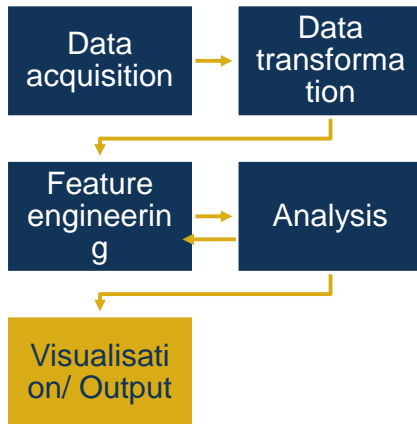 Data
acquisition
Data
transforma
tion
Feature
engineerin
g
Analysis
Visualisati
on/ Output